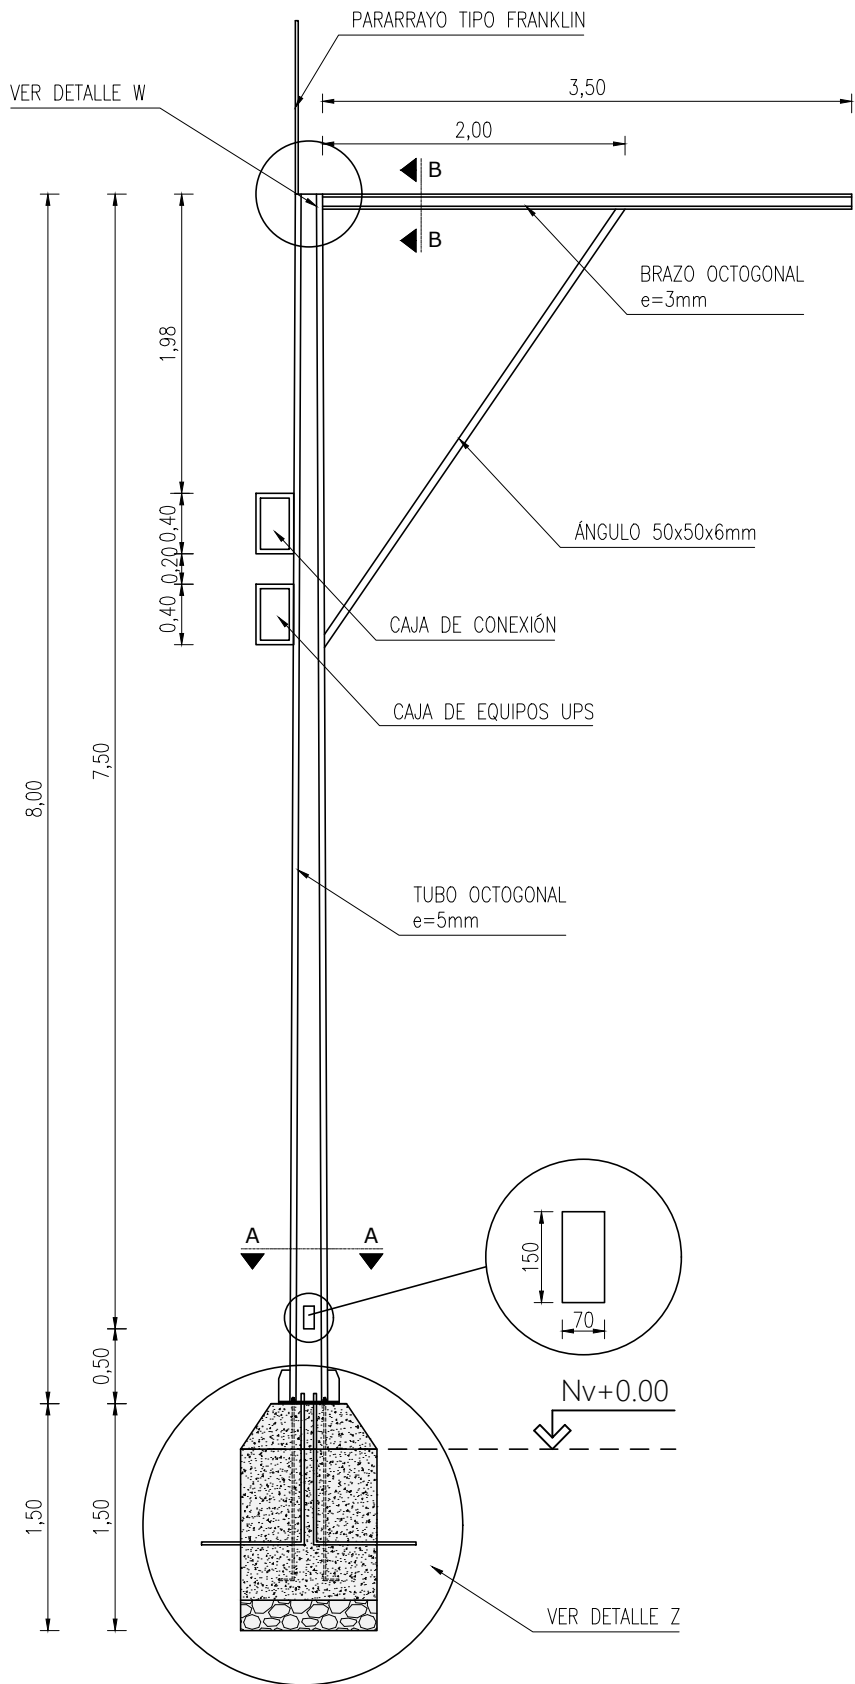 PARARRAYO TIPO FRANKLIN
VER DETALLE W
3,50
2,00
B
B
BRAZO OCTOGONAL
e=3mm
1,98
0,40
0,20
0,40
ÁNGULO 50x50x6mm
CAJA DE CONEXIÓN
CAJA DE EQUIPOS UPS
7,50
8,00
TUBO OCTOGONAL
e=5mm
A
A
150
70
0,50
Nv+0.00
1,50
1,50
VER DETALLE Z